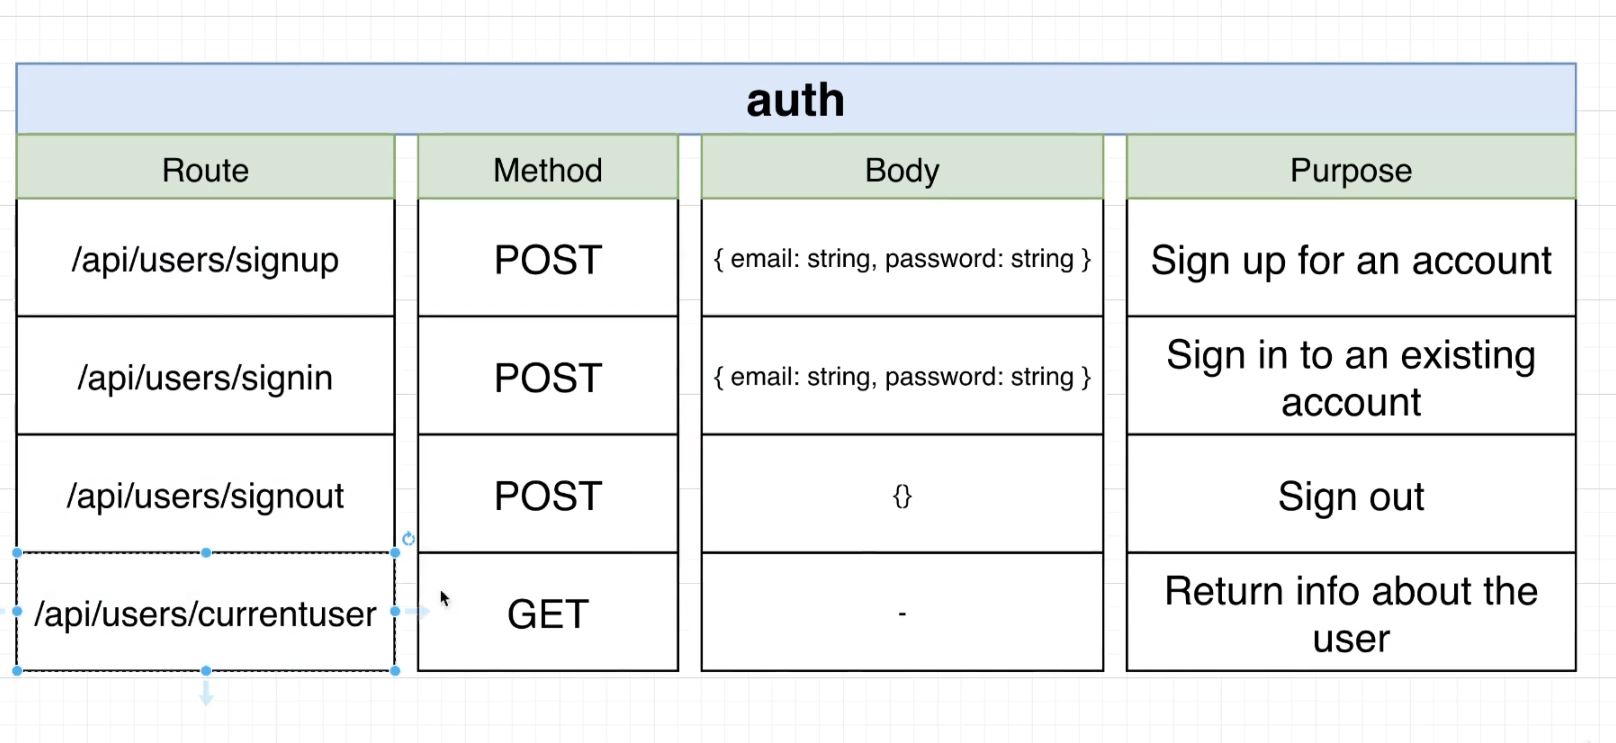 auth
Route Method Body Purpose
/api/users/signup POST { email: string, password: string } Sign up for an account
/api/users/signin POST { email: string, password: string } Sign in to an existing
account
/api/users/signout POST {} Sign out
/api/users/currentuser GET - Return info about the
user